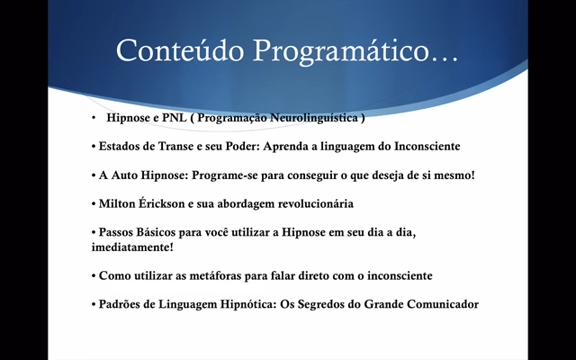 Conteúdo Programático...
• Hipnose e PNL ( Programação Neurolinguística )
• Estados de Transe e seu Poder: Aprenda a linguagem do Inconsciente
• A Auto Hipnose: Programe-se para conseguir o que deseja de si mesmo!
• Milton Érickson e sua abordagem revolucionária
• Passos Básicos para você utilizar a Hipnose em seu dia a dia,
imediatamente!
• Como utilizar as metáforas para falar direto com o inconsciente
• Padrões de Linguagem Hipnótica: Os Segredos do Grande Comunicador